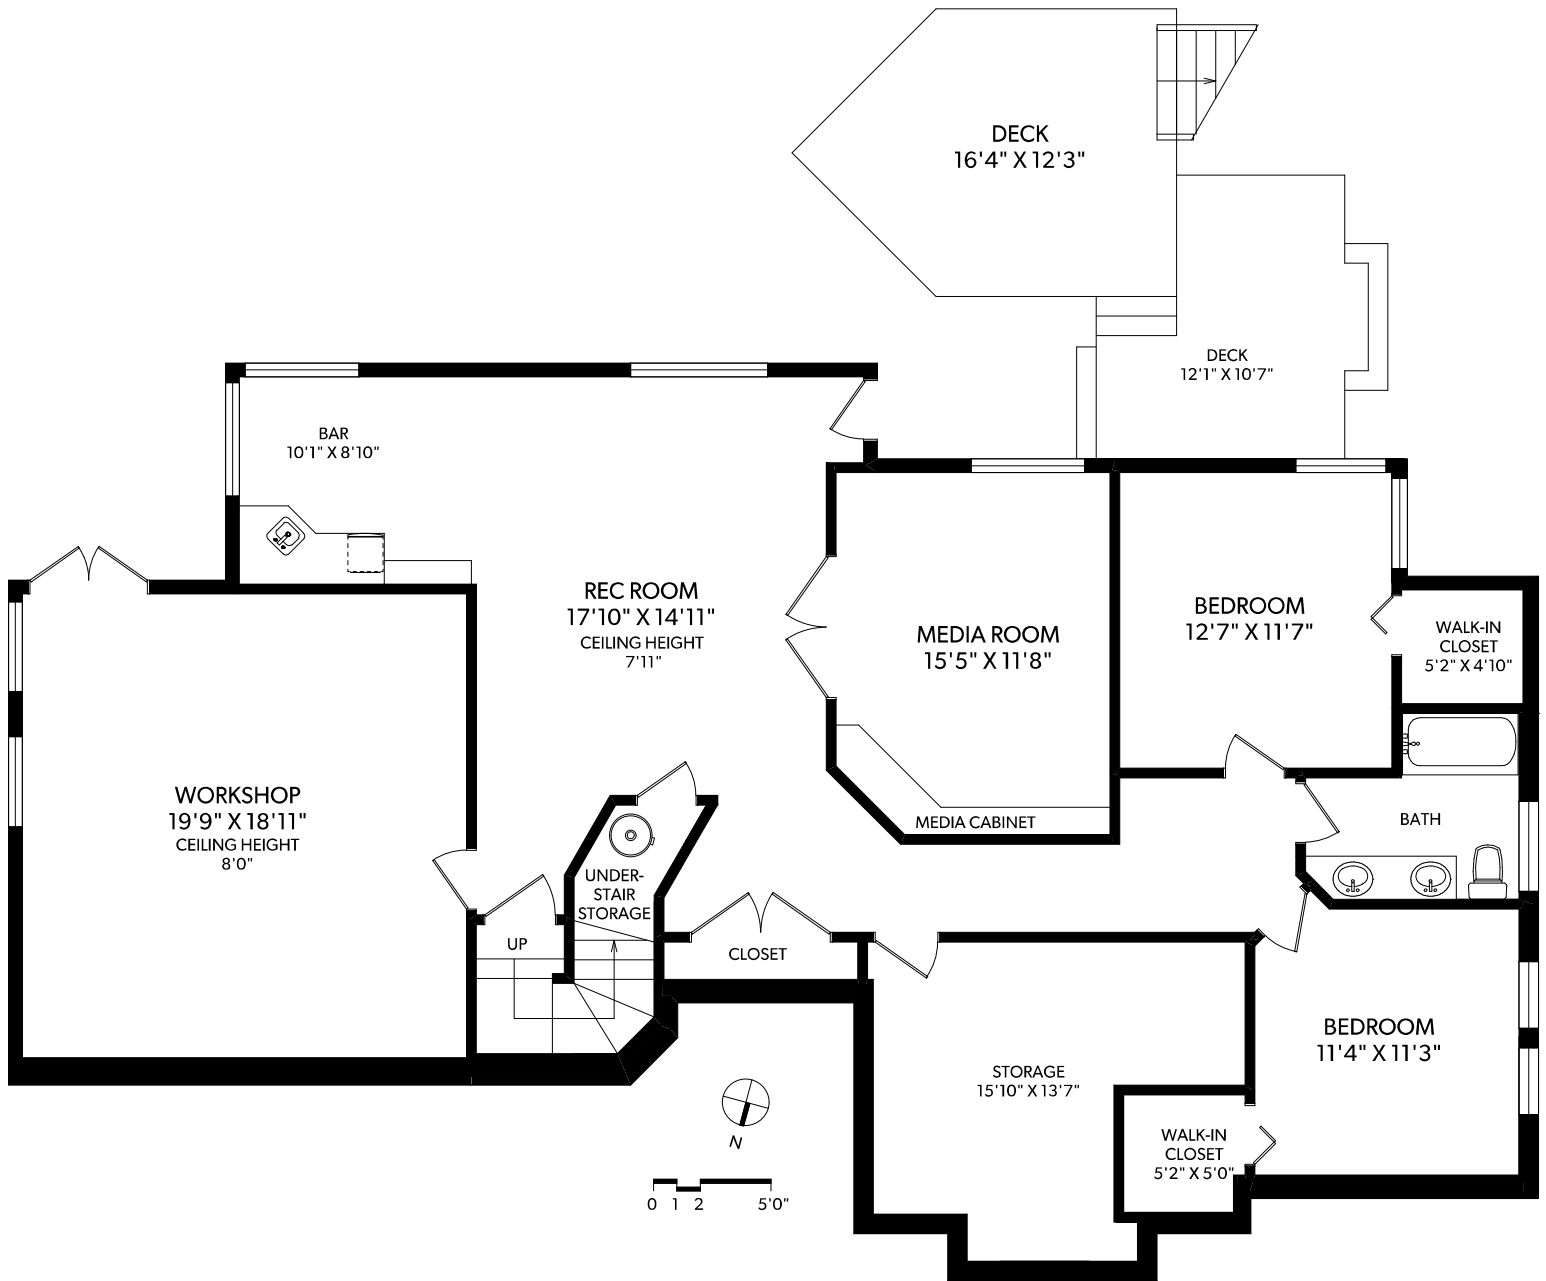 DECK
16'4" X 12'3"
DECK
12'1" X 10'7"
BAR
10'1" X 8'10"
REC ROOM
17'10" X 14'11"
CEILING HEIGHT
7'11"
MEDIA ROOM
15'5" X 11'8"
BEDROOM
12'7" X 11'7"
WALK-IN
CLOSET
5'2" X 4'10"
WORKSHOP
19'9" X 18'11"
CEILING HEIGHT
8'0"
MEDIA CABINET
BATH
UNDER-
STAIR
STORAGE
UP
CLOSET
BEDROOM
11'4" X 11'3"
STORAGE
15'10" X 13'7"
WALK-IN
CLOSET
5'2" X 5'0"
N
0 1 2 5'0"